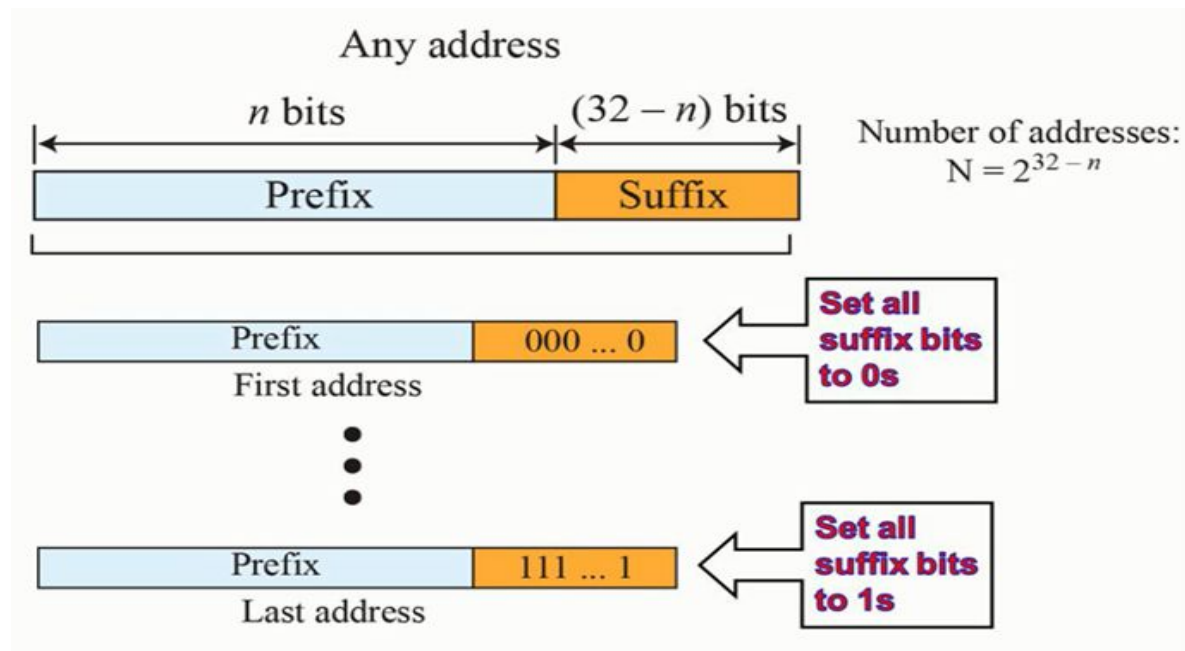 Any address
n bits
(32 – n) bits
Number of addresses:
N = 2^{32 – n}
Prefix
Suffix
Prefix
000 ... 0
First address
Set all
suffix bits
to 0s
Prefix
111 ... 1
Last address
Set all
suffix bits
to 1s